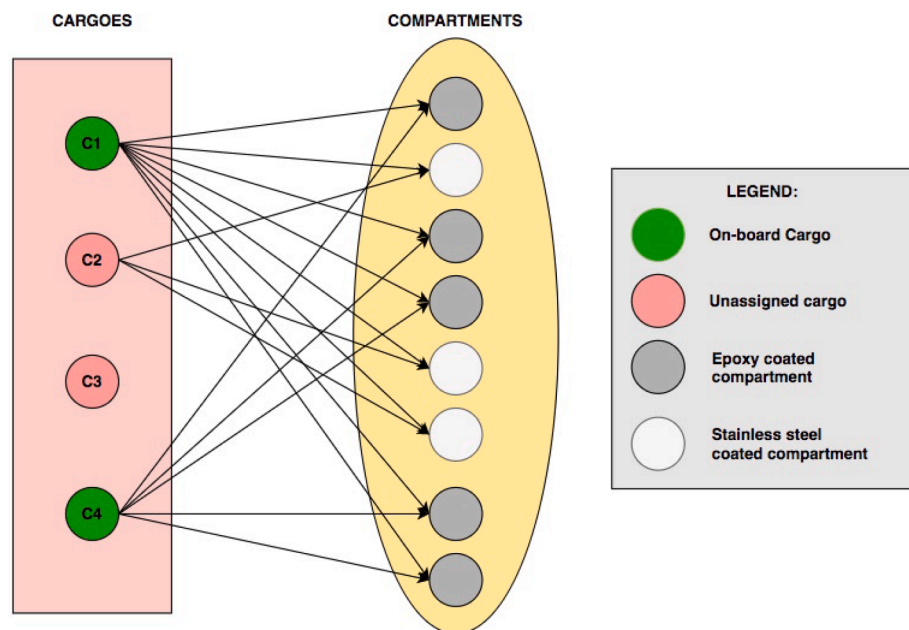 CARGOES
COMPARTMENTS
C1
C2
C3
C4
LEGEND:
On-board Cargo
Unassigned cargo
Epoxy coated
compartment
Stainless steel
coated compartment